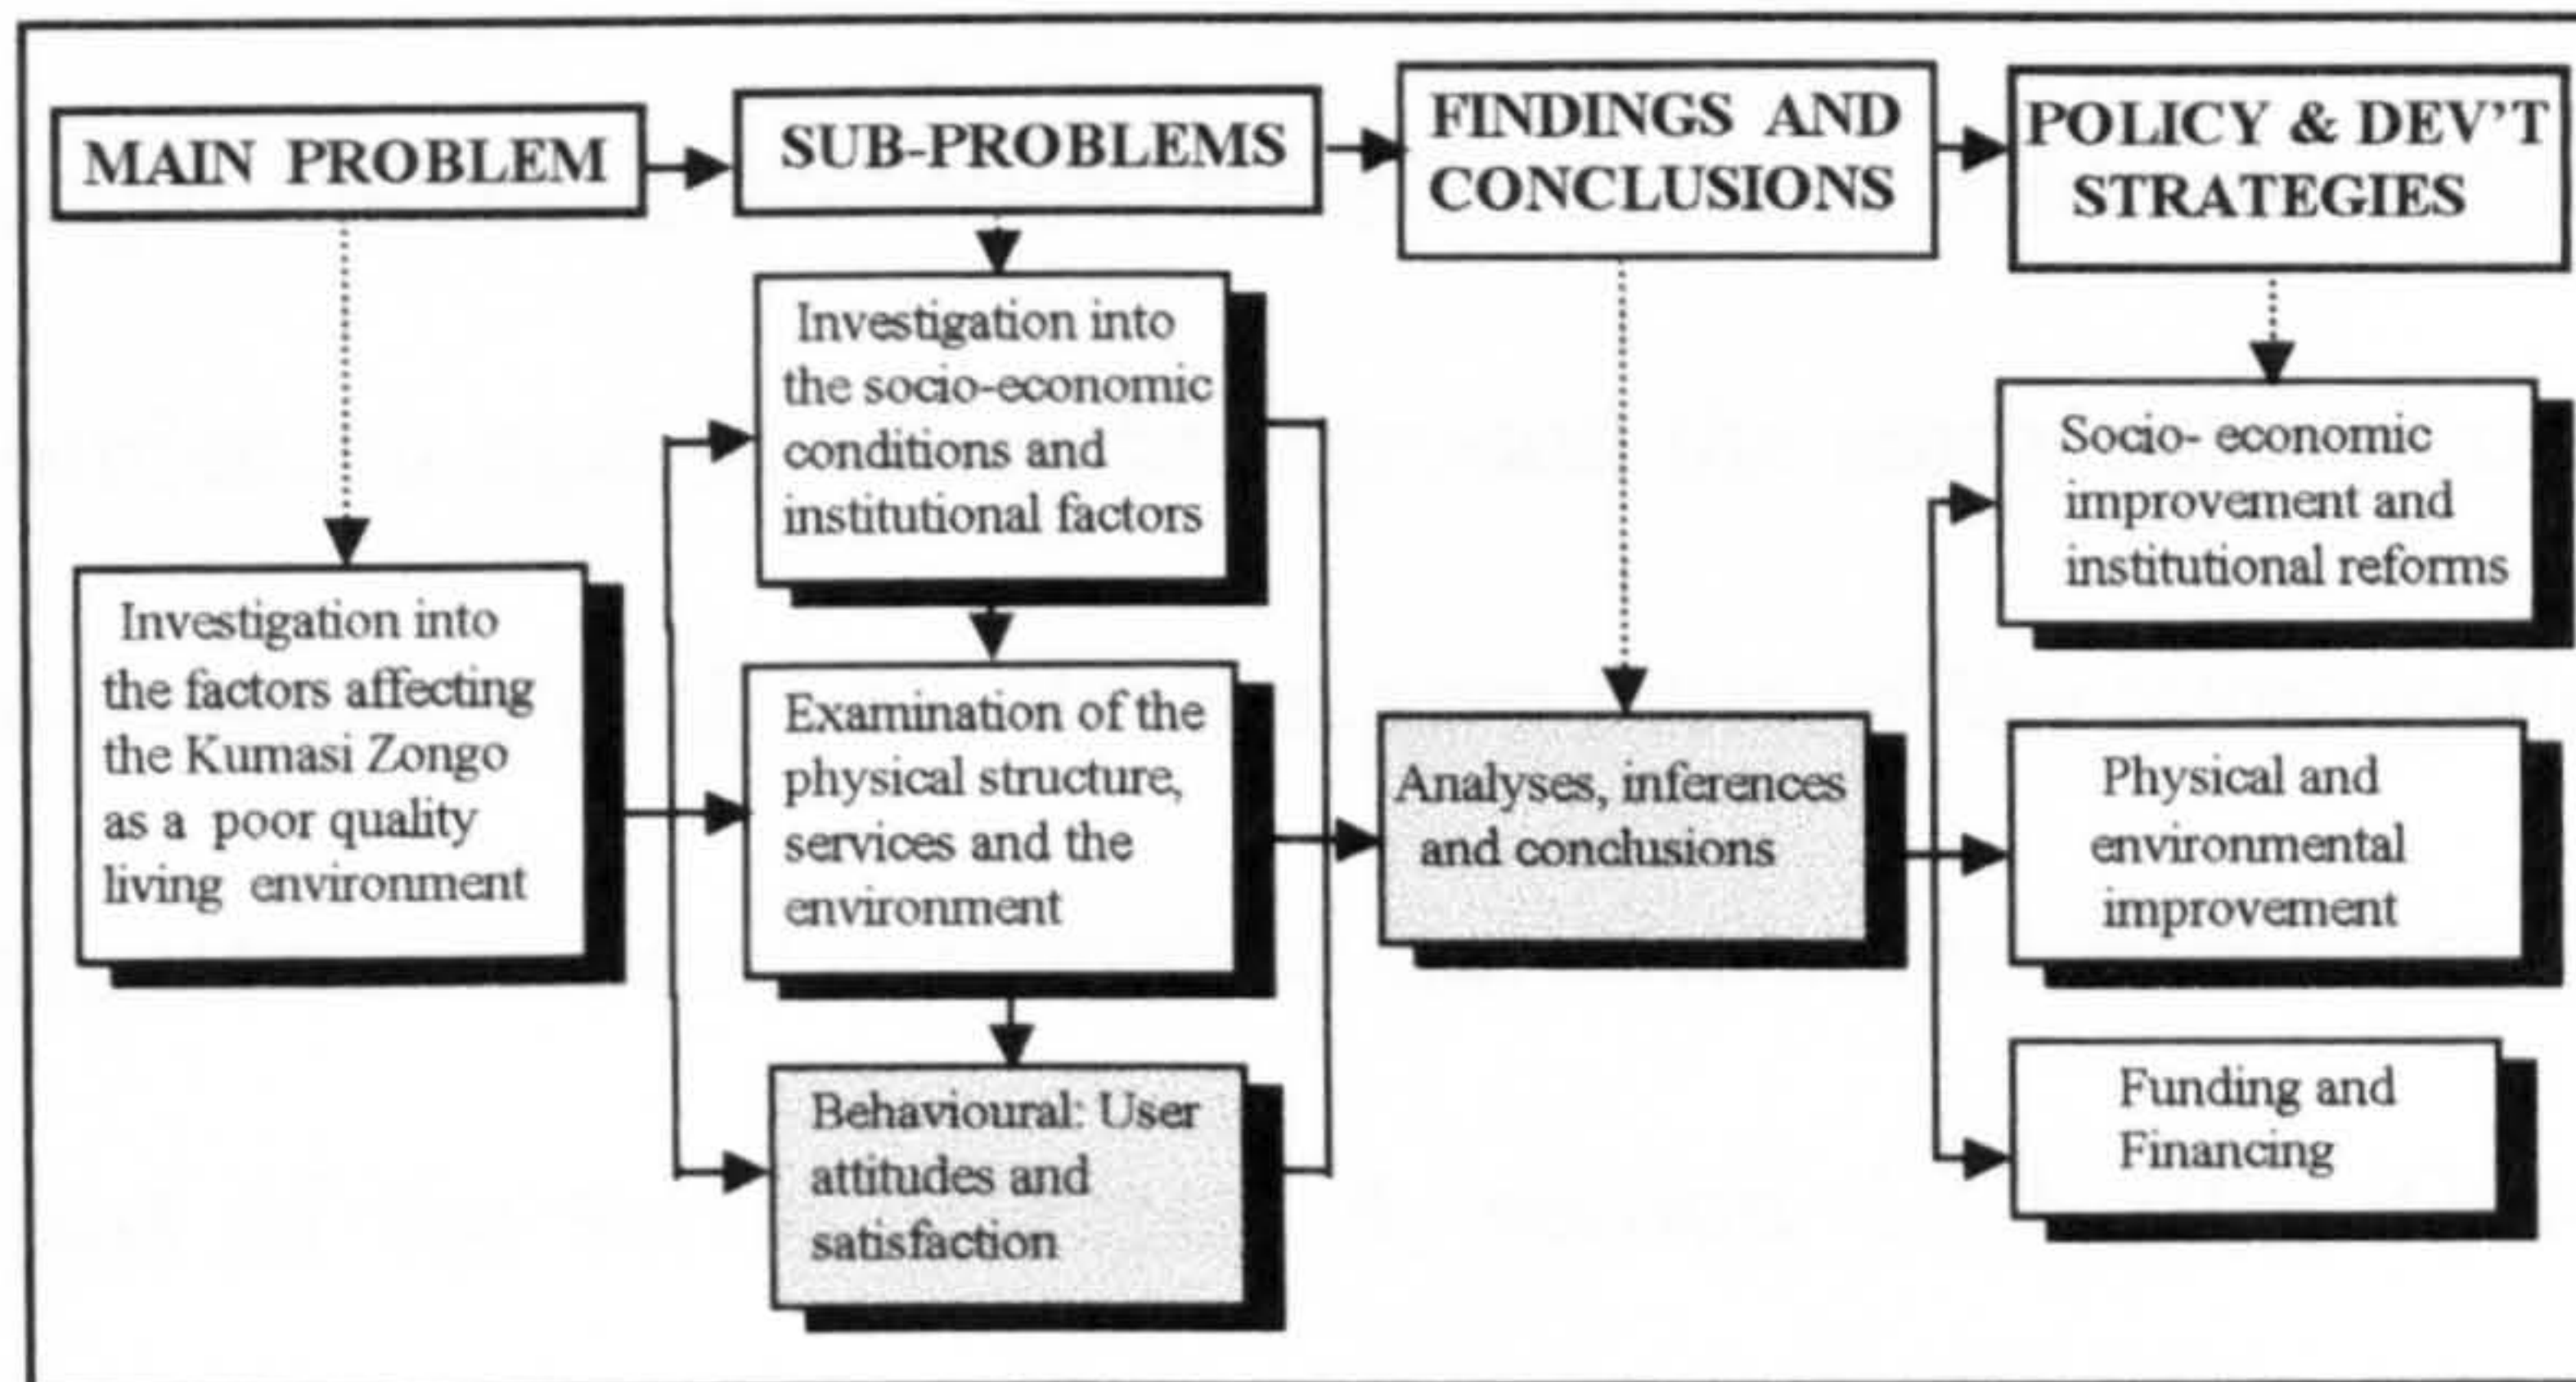 MAIN PROBLEM
SUB-PROBLEMS
FINDINGS AND
CONCLUSIONS
POLICY & DEV'T
STRATEGIES
Investigation into
the factors affecting
the Kumasi Zongo
as a poor quality
living environment
Investigation into
the socio-economic
conditions and
institutional factors
Examination of the
physical structure,
services and the
environment
Behavioural: User
attitudes and
satisfaction
Analyses, inferences
and conclusions
Socio- economic
improvement and
institutional reforms
Physical and
environmental
improvement
Funding and
Financing